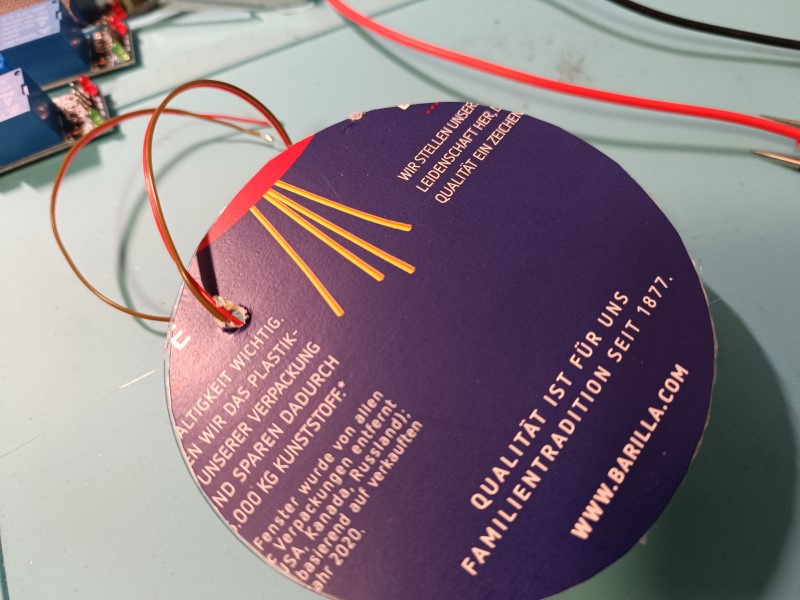 WIR STELLEN UNSER
LEIDENSCHAFT HER,
QUALITÄT EIN ZEICHEN
E
ALTIGKEIT WICHTIG.
EN WIR DAS PLASTIK-
UNSERER VERPACKUNG
ND SPAREN DADURCH
.000 KG KUNSTSTOFF.*
Fenster wurde von allen
Verpackungen entfernt
USA, Kanada, Russland);
basierend auf verkauften
ahr 2020.
QUALITÄT IST FÜR UNS
FAMILIENTRADITION SEIT 1877.
WWW.BARILLA.COM